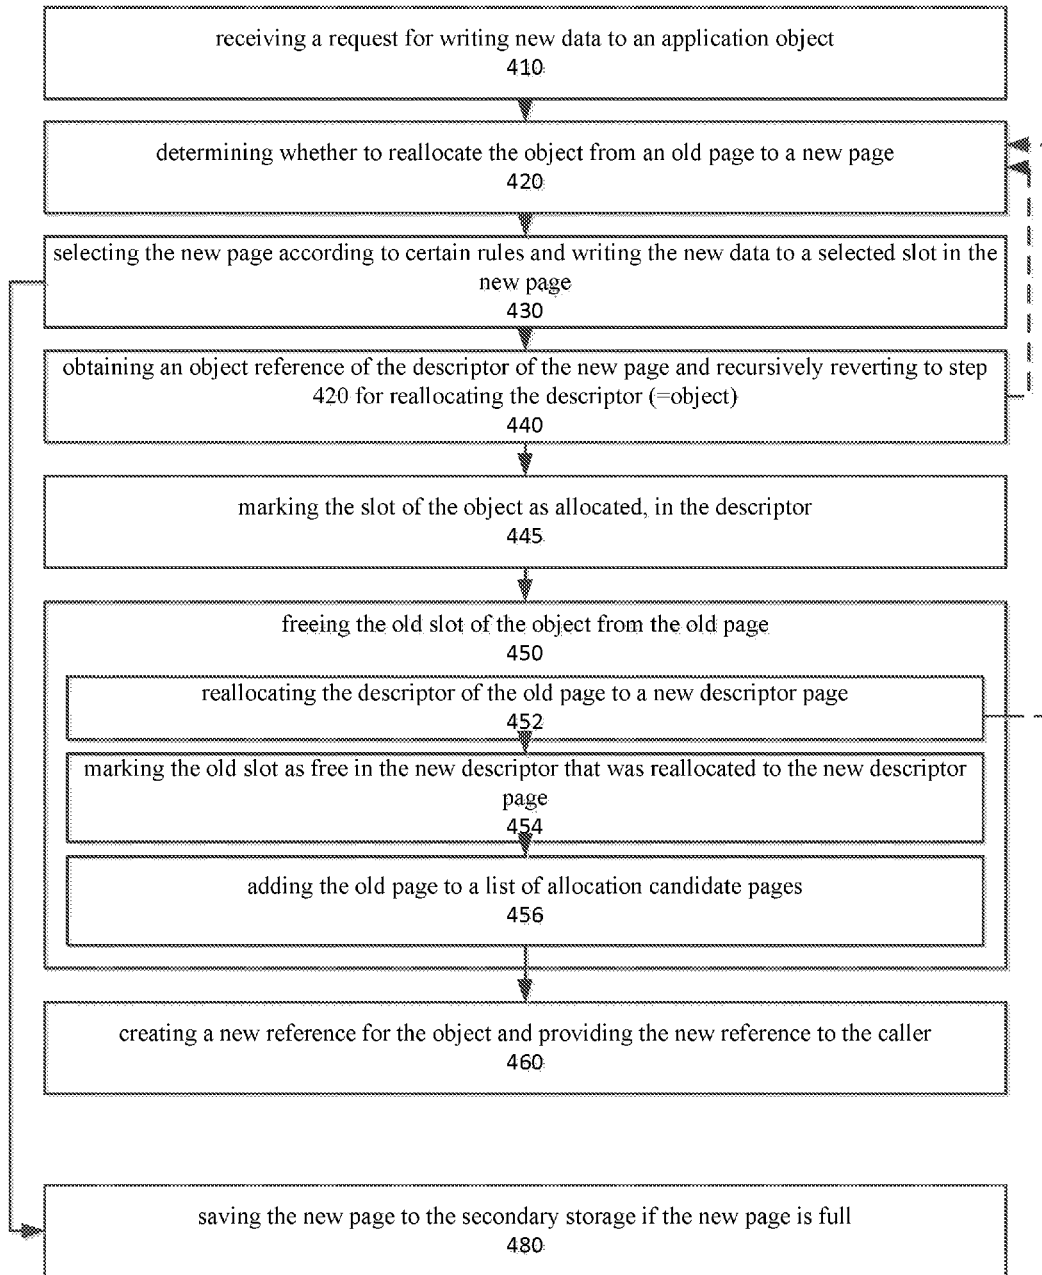 receiving a request for writing new data to an application object
410
determining whether to reallocate the object from an old page to a new page
420
selecting the new page according to certain rules and writing the new data to a selected slot in the
new page
430
obtaining an object reference of the descriptor of the new page and recursively reverting to step
420 for reallocating the descriptor (=object)
440
marking the slot of the object as allocated, in the descriptor
445
freeing the old slot of the object from the old page
450
reallocating the descriptor of the old page to a new descriptor page
452
marking the old slot as free in the new descriptor that was reallocated to the new descriptor
page
454
adding the old page to a list of allocation candidate pages
456
creating a new reference for the object and providing the new reference to the caller
460
saving the new page to the secondary storage if the new page is full
480